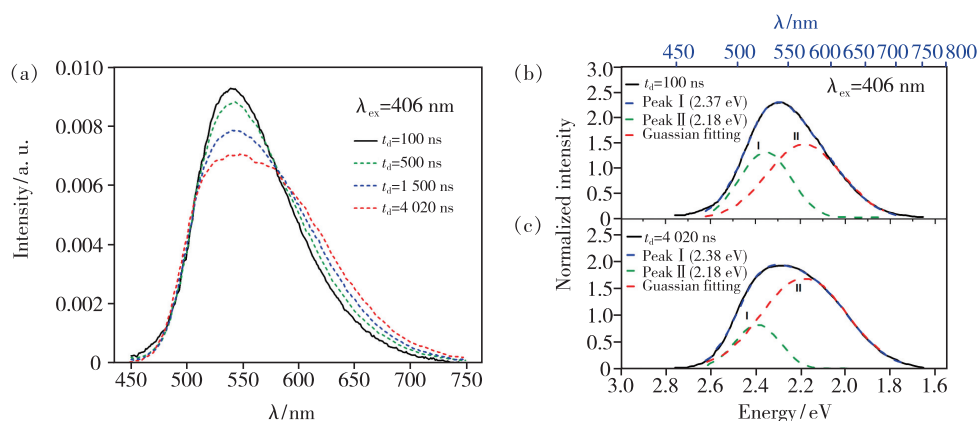 (a)
0.010
0.008
0.006
0.004
0.002
0
Intensity/a. u.
λex=406 nm
td=100 ns
td=500 ns
td=1 500 ns
td=4 020 ns
450 500 550 600 650 700 750
λ/nm
λ/nm
450 500 550 600 650 700 750 800
(b)
3.0
2.5
2.0
1.5
1.0
0.5
0
td=100 ns
Peak Ⅰ (2.37 eV)
Peak Ⅱ (2.18 eV)
Guassian fitting
λex=406 nm
Ⅰ
Ⅱ
Normalized intensity
(c)
2.5
2.0
1.5
1.0
0.5
0
td=4 020 ns
Peak Ⅰ (2.38 eV)
Peak Ⅱ (2.18 eV)
Guassian fitting
Ⅰ
Ⅱ
3.0 2.6 2.4 2.2 2.0 1.8 1.6
Energy/eV